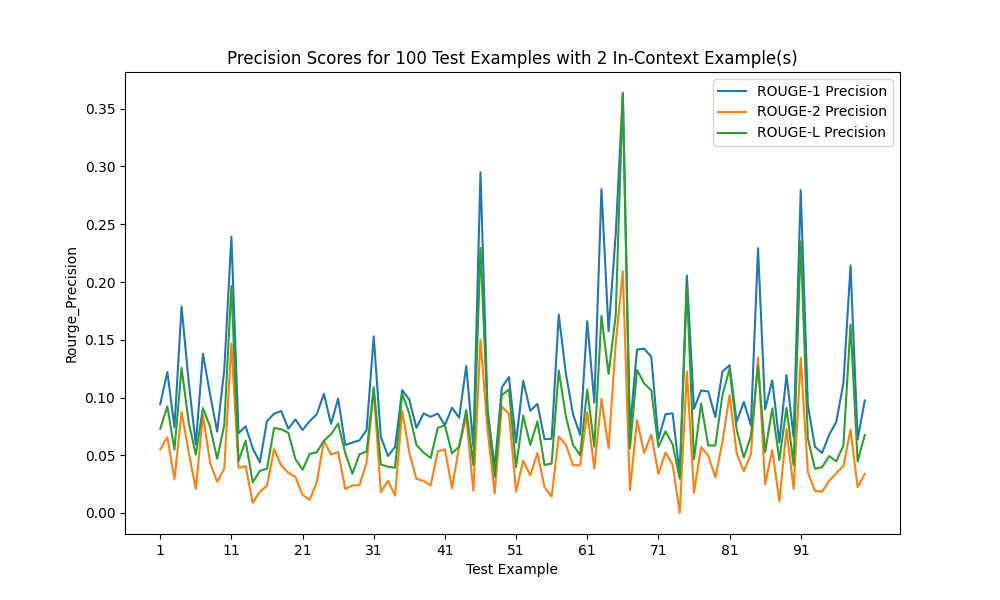 Precision Scores for 100 Test Examples with 2 In-Context Example(s)
ROUGE-1 Precision
ROUGE-2 Precision
ROUGE-L Precision
Rourge_Precision
0.35
0.30
0.25
0.20
0.15
0.10
0.05
0.00
1 11 21 31 41 51 61 71 81 91
Test Example